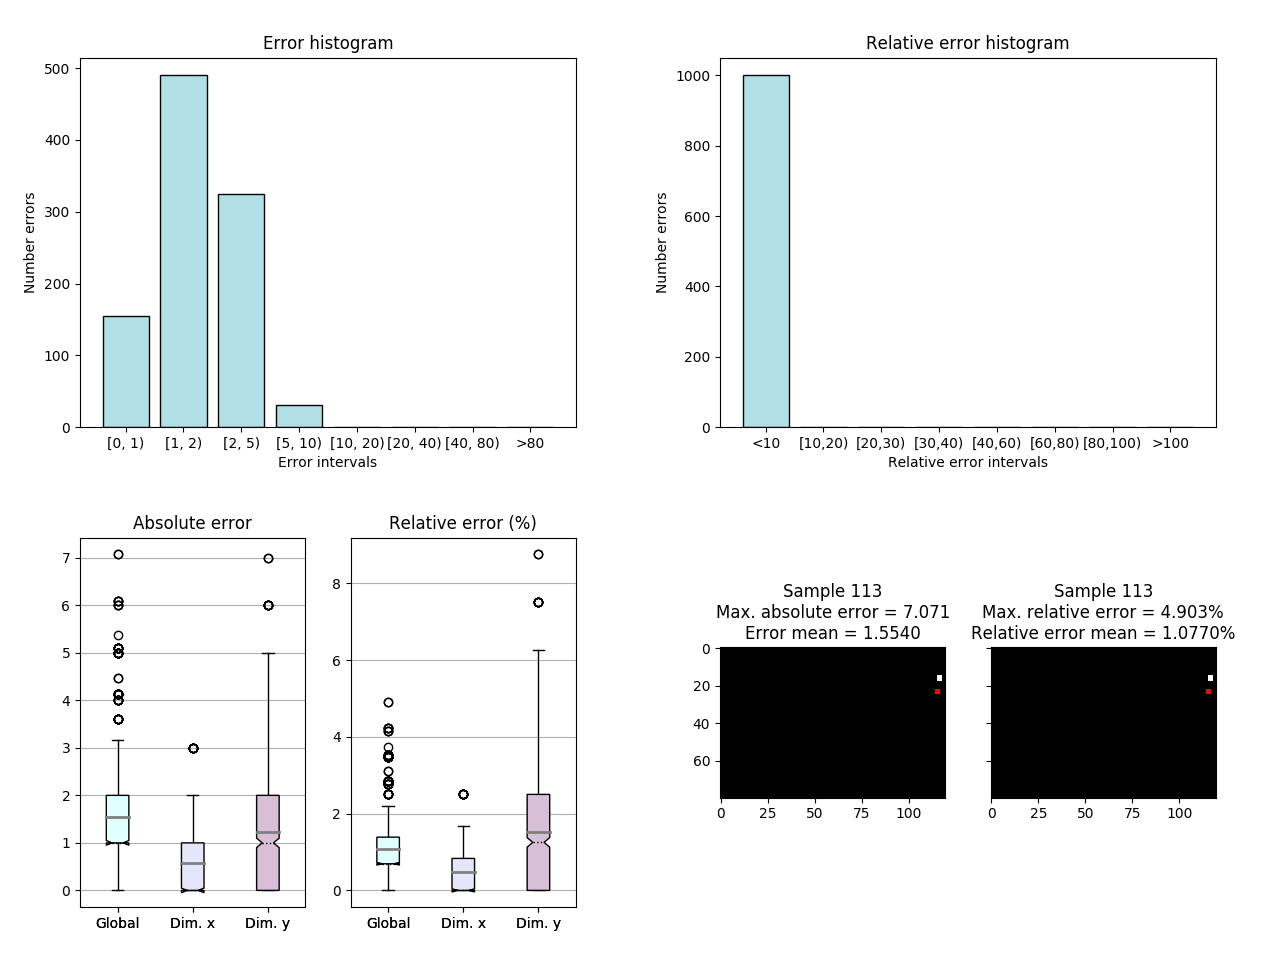 Error histogram
500
400
300
200
100
0
Number errors
[0, 1) [1, 2) [2, 5) [5, 10) [10, 20) [20, 40) [40, 80) >80
Error intervals
Relative error histogram
1000
800
600
400
200
0
Number errors
<10 [10,20) [20,30) [30,40) [40,60) [60,80) [80,100) >100
Relative error intervals
Absolute error
7
6
5
4
3
2
1
0
Global Dim. x Dim. y
Relative error (%)
8
6
4
2
0
Global Dim. x Dim. y
Sample 113
Max. absolute error = 7.071
Error mean = 1.5540
0
20
40
60
0 25 50 75 100
Sample 113
Max. relative error = 4.903%
Relative error mean = 1.0770%
0 25 50 75 100